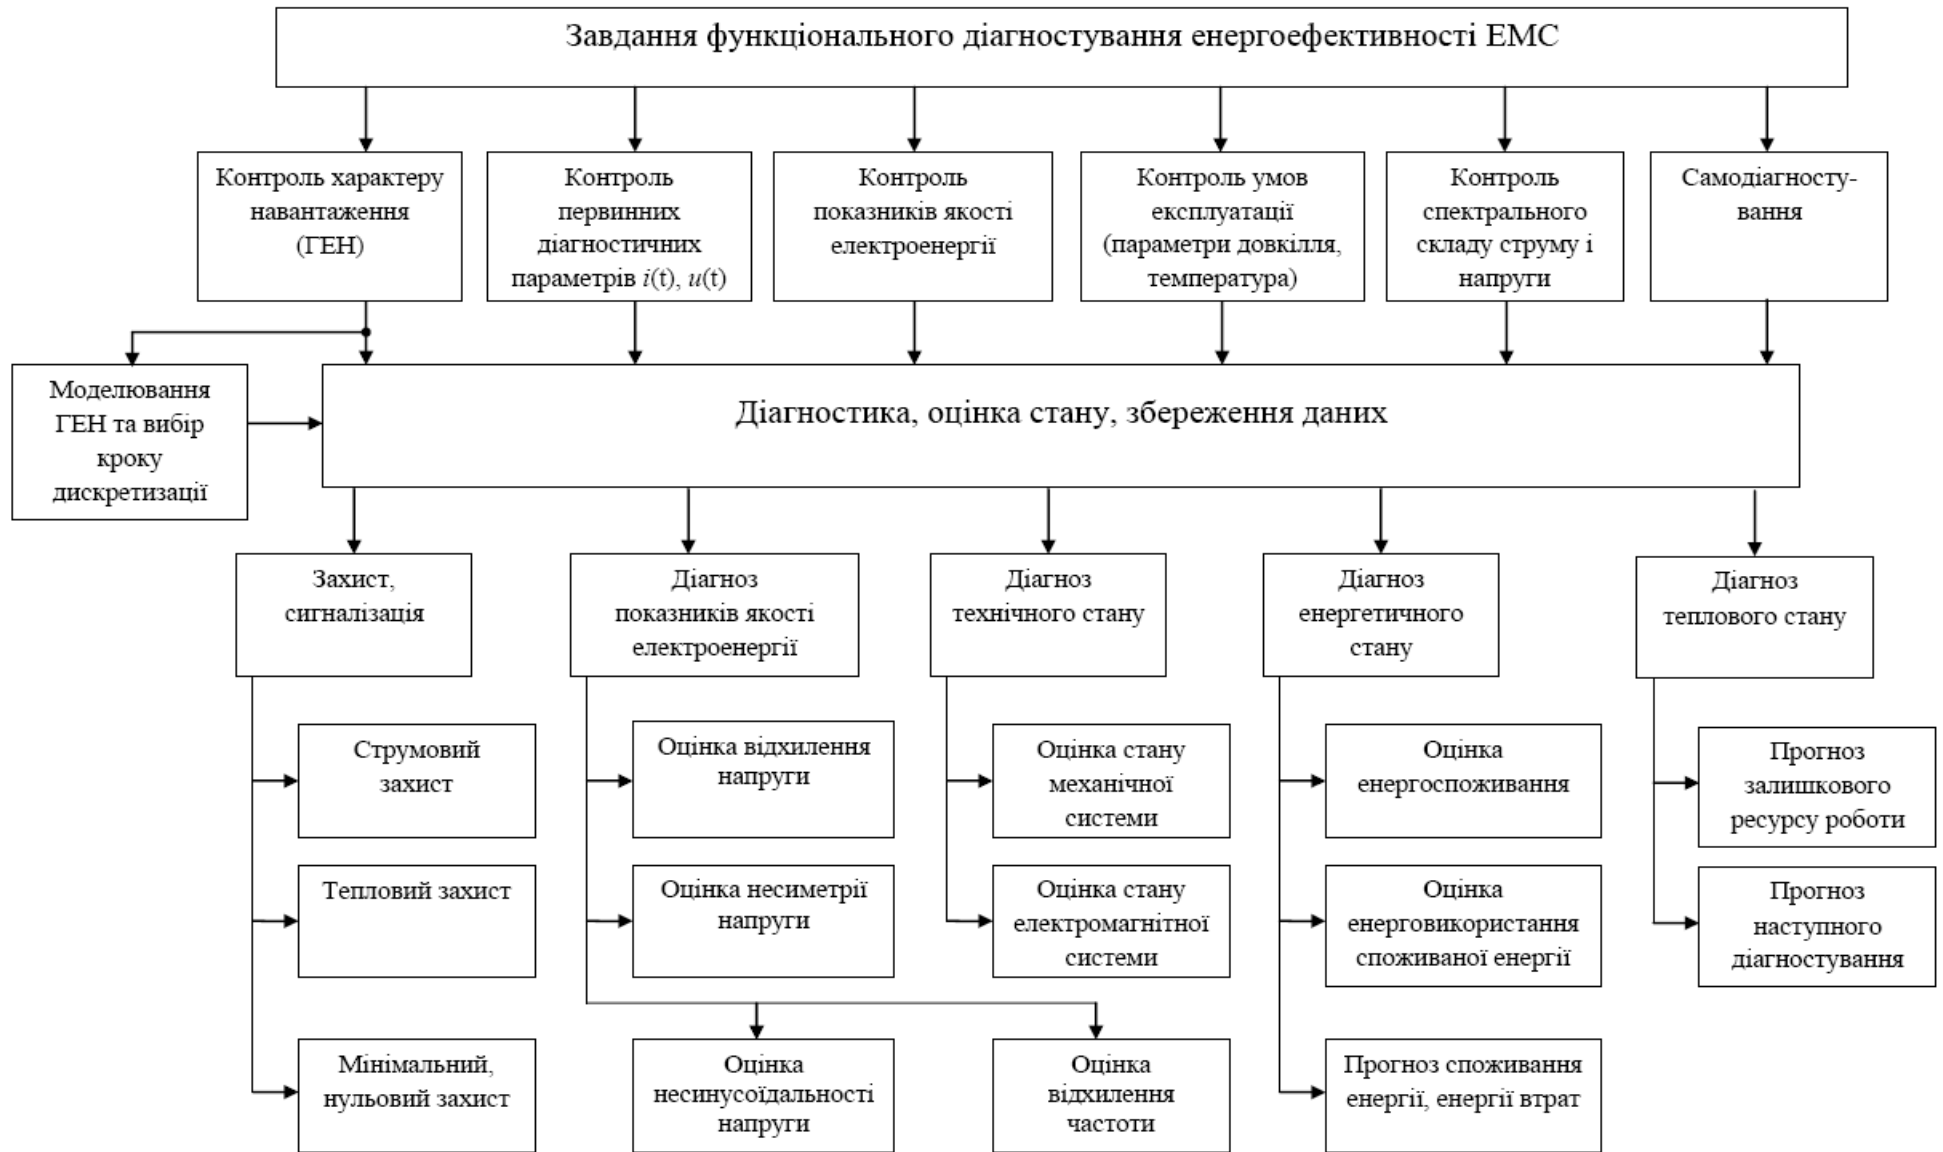 Завдання функціонального діагностування енергоефективності ЕМС
Контроль характеру
навантаження
(ГЕН)
Контроль
первинних
діагностичних
параметрів i(t), u(t)
Контроль
показників якості
електроенергії
Контроль умов
експлуатації
(параметри довкілля,
температура)
Контроль
спектрального
складу струму і
напруги
Самодіагносту-
вання
Моделювання
ГЕН та вибір
кроку
дискретизації
Діагностика, оцінка стану, збереження даних
Захист,
сигналізація
Діагноз
показників якості
електроенергії
Діагноз
технічного стану
Діагноз
енергетичного
стану
Діагноз
теплового стану
Струмовий
захист
Оцінка відхилення
напруги
Оцінка стану
механічної
системи
Оцінка
енергоспоживання
Прогноз
залишкового
ресурсу роботи
Тепловий захист
Оцінка несиметрії
напруги
Оцінка стану
електромагнітної
системи
Оцінка
енерговикористання
споживаної енергії
Прогноз
наступного
діагностування
Мінімальний,
нульовий захист
Оцінка
несинусоїдальності
напруги
Оцінка
відхилення
частоти
Прогноз споживання
енергії, енергії втрат